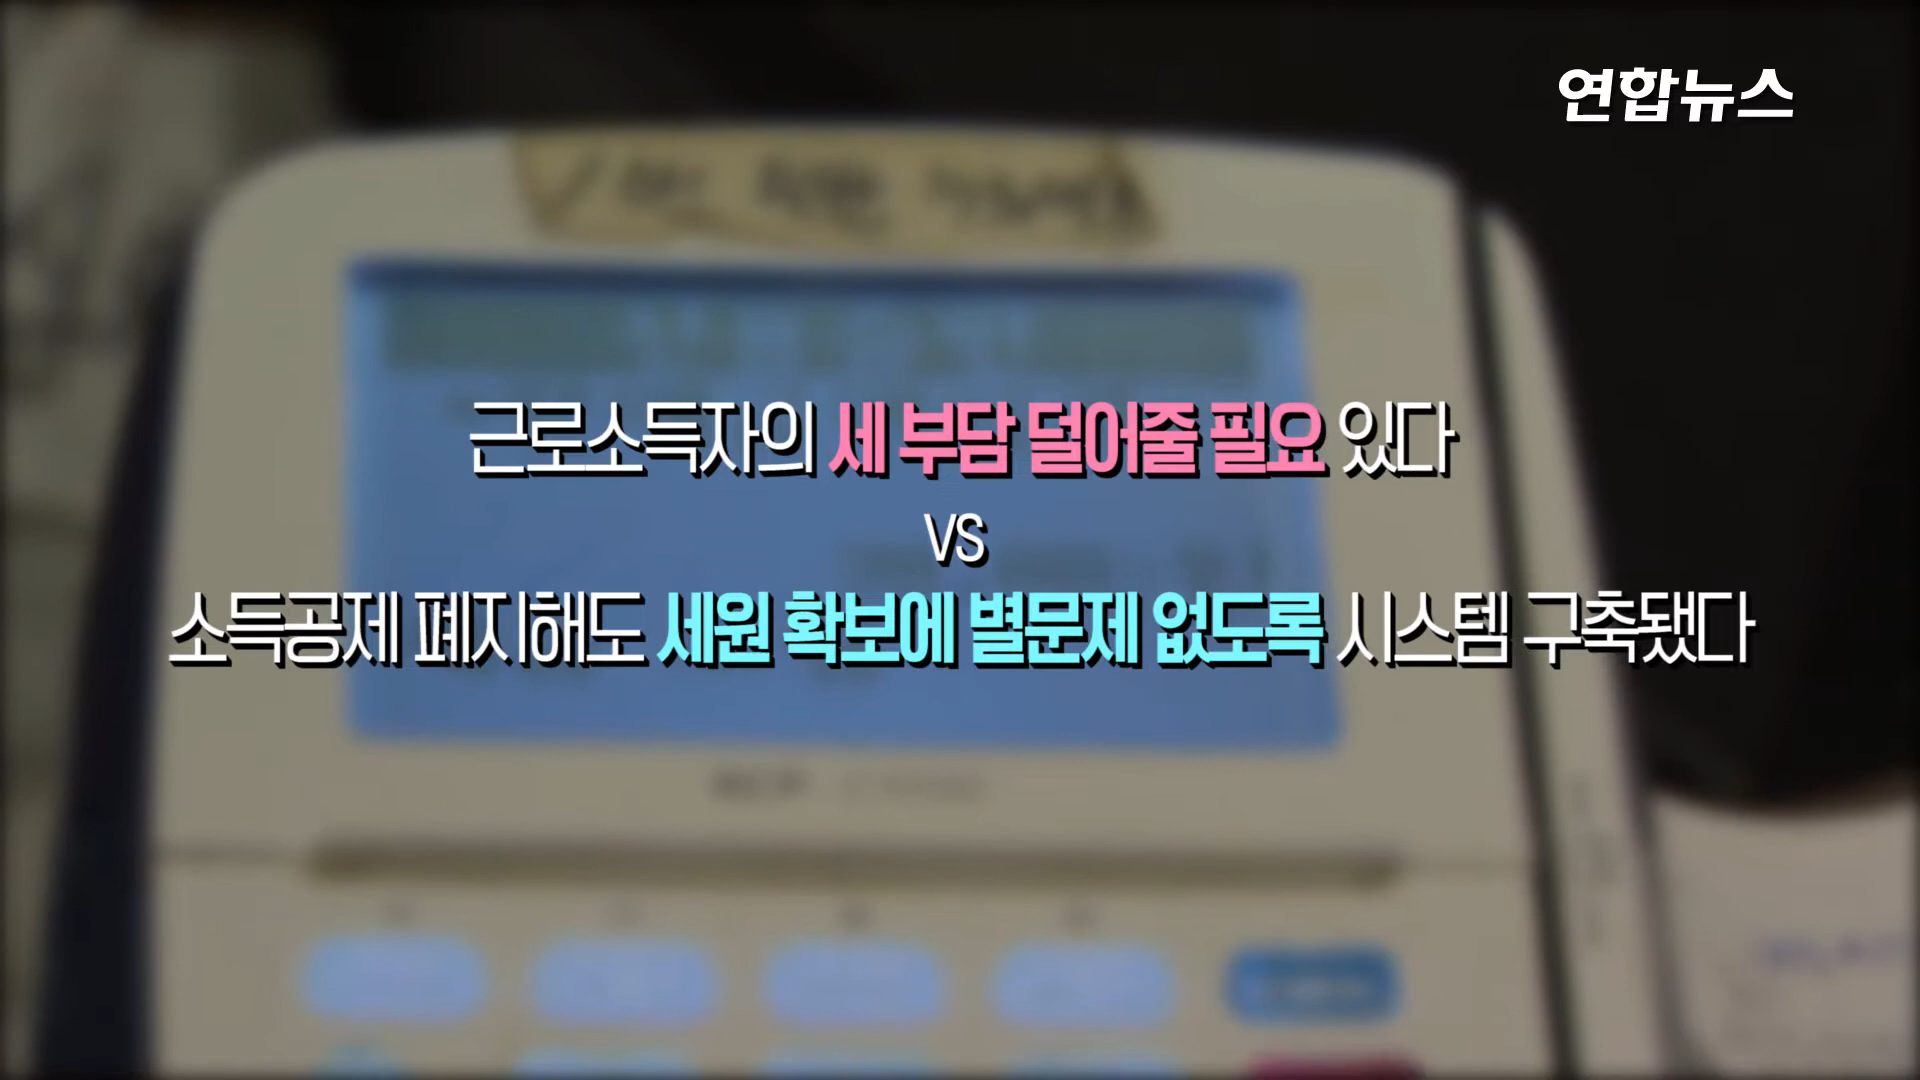 연합뉴스
근로소득자의 세 부담 덜어줄 필요 있다
VS
소득공제 폐지해도 세원 확보에 별문제 없도록 시스템 구축됐다